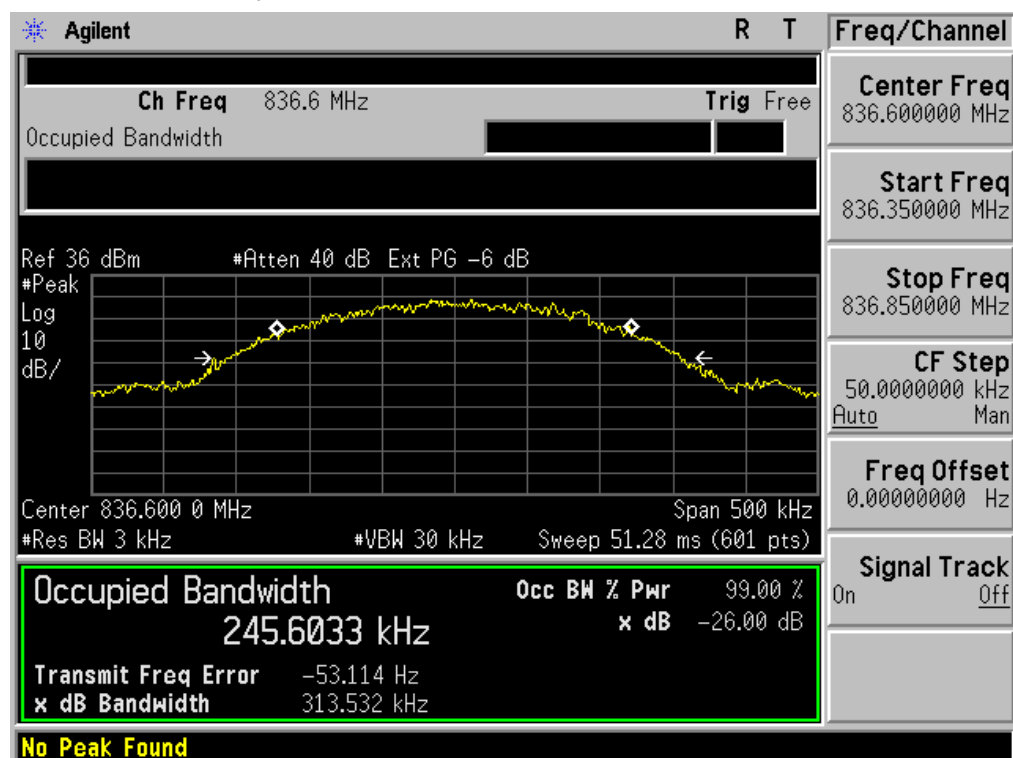 Agilent R T
Ch Freq 836.6 MHz Trig Free
Occupied Bandwidth
Ref 36 dBm #Atten 40 dB Ext PG -6 dB
#Peak
Log
10
dB/
Center 836.600 0 MHz Span 500 kHz
#Res BW 3 kHz #VBW 30 kHz Sweep 51.28 ms (601 pts)
Occupied Bandwidth
245.6033 kHz
Occ BW % Pwr 99.00 %
x dB -26.00 dB
Transmit Freq Error -53.114 Hz
x dB Bandwidth 313.532 kHz
No Peak Found
Freq/Channel
Center Freq
836.600000 MHz
Start Freq
836.350000 MHz
Stop Freq
836.850000 MHz
CF Step
50.0000000 kHz
Auto Man
Freq Offset
0.00000000 Hz
Signal Track
On Off